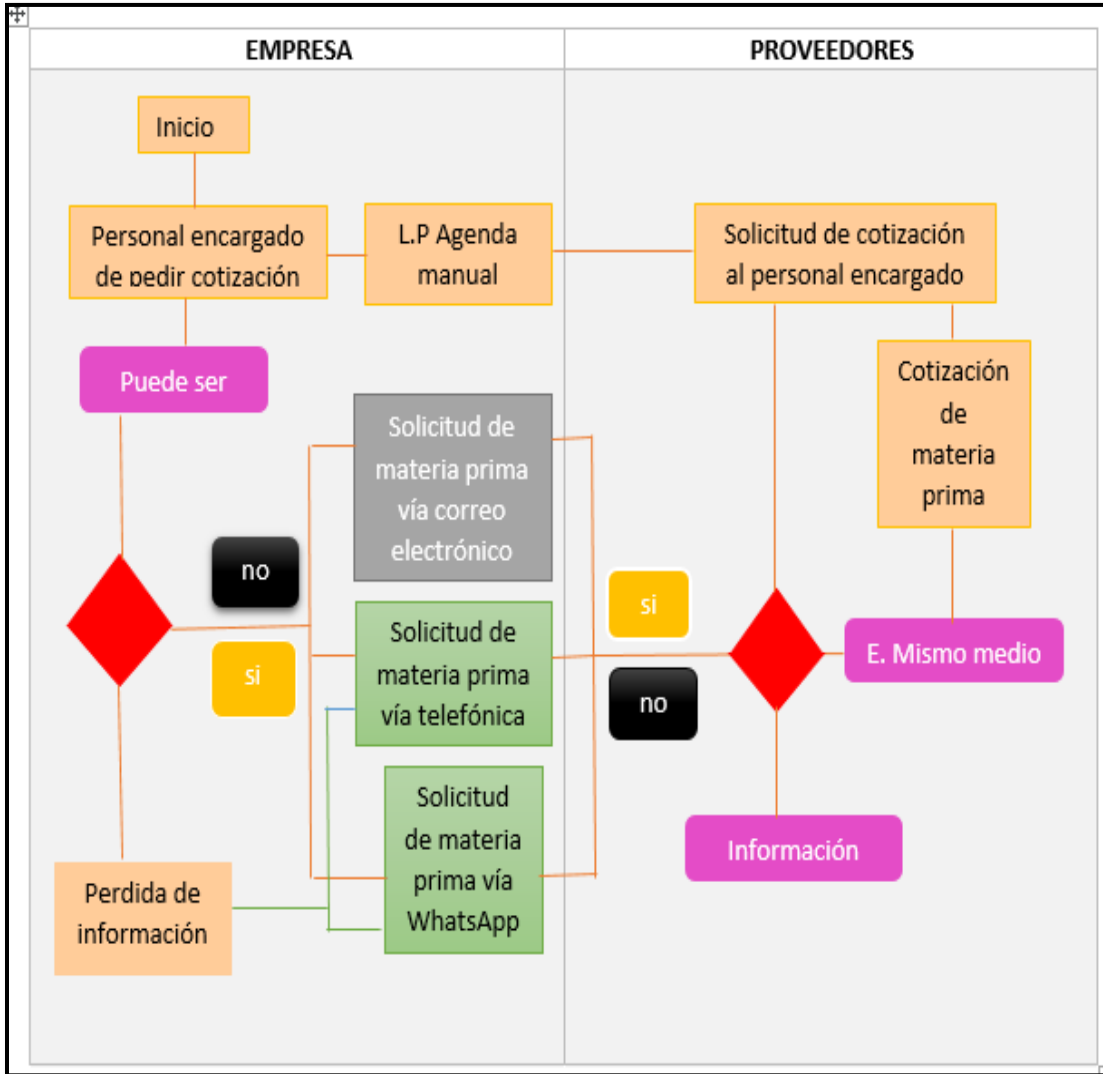 EMPRESA
PROVEEDORES
Inicio
Personal encargado
de pedir cotización
L.P Agenda
manual
Solicitud de cotización
al personal encargado
Puede ser
Cotización
de
materia
prima
Solicitud de
materia prima
vía correo
electrónico
no
si
Solicitud de
materia prima
vía telefónica
si
no
E. Mismo medio
Solicitud
de materia
prima vía
WhatsApp
Información
Perdida de
información